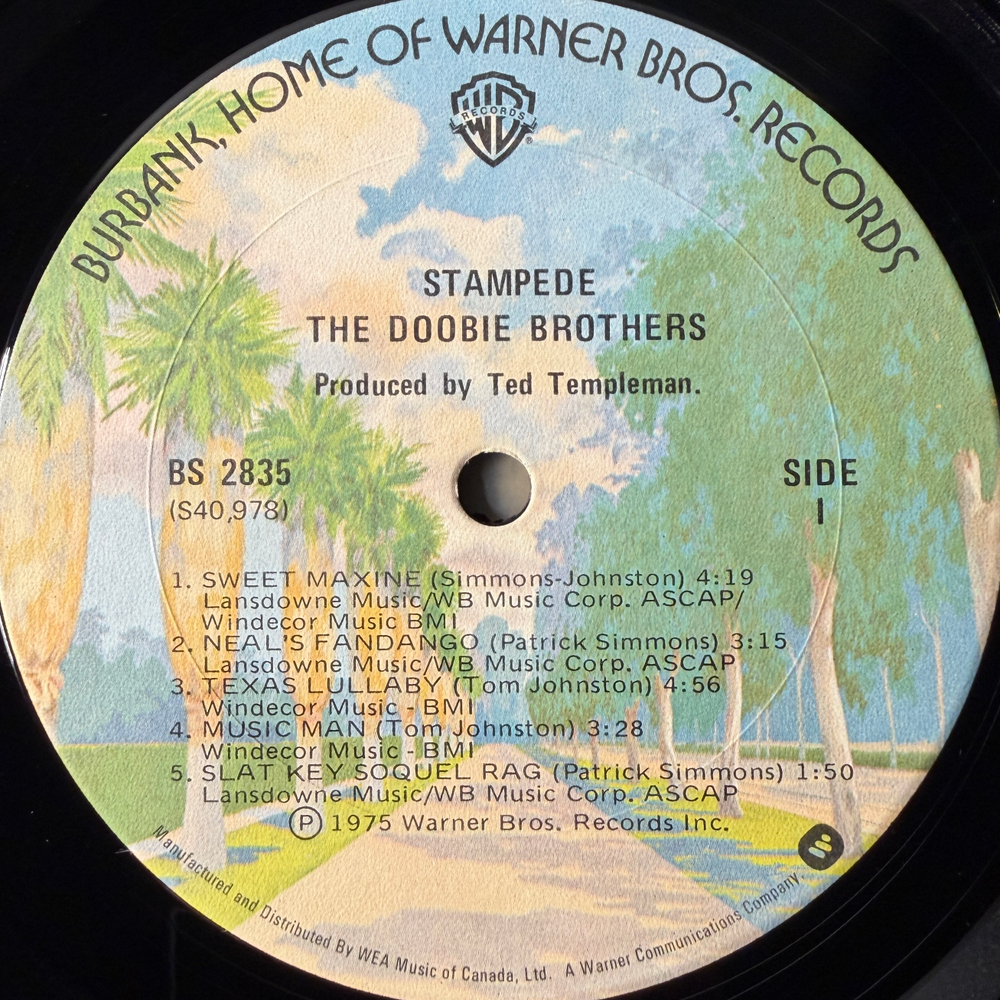 BURBANK, HOME OF WARNER BROS. RECORDS
WB
RECORDS
®
STAMPEDE
THE DOOBIE BROTHERS
Produced by Ted Templeman.
BS 2835
(S40,978)
SIDE
1
1. SWEET MAXINE (Simmons-Johnston) 4:19
Lansdowne Music/WB Music Corp. ASCAP/
Windecor Music BMI
2. NEAL'S FANDANGO (Patrick Simmons) 3:15
Lansdowne Music/WB Music Corp. ASCAP
3. TEXAS LULLABY (Tom Johnston) 4:56
Windecor Music - BMI
4. MUSIC MAN (Tom Johnston) 3:28
Windecor Music - BMI
5. SLAT KEY SOQUEL RAG (Patrick Simmons) 1:50
Lansdowne Music/WB Music Corp. ASCAP
Ⓟ 1975 Warner Bros. Records Inc.
Manufactured and Distributed By WEA Music of Canada, Ltd. A Warner Communications Company.